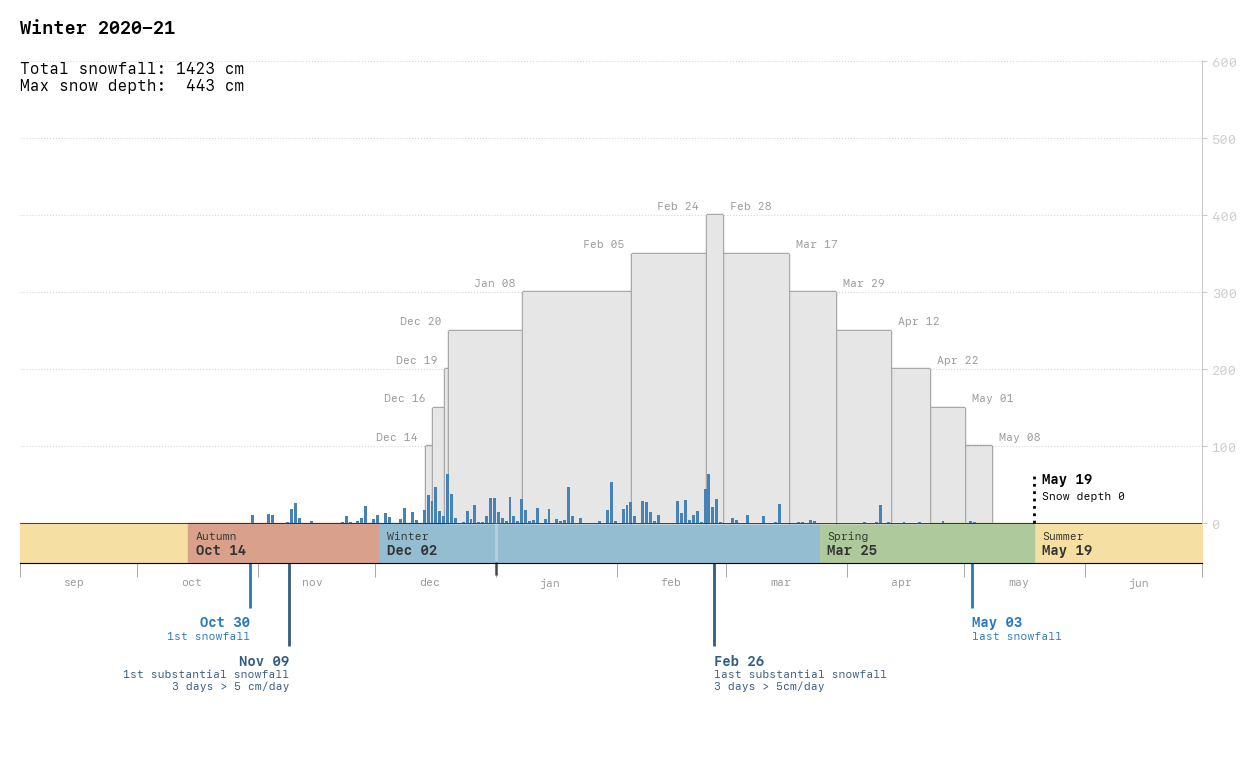 Winter 2020–21
Total snowfall: 1423 cm
Max snow depth:  443 cm
600
500
400
300
200
100
0
Feb 24
Feb 28
Feb 05
Mar 17
Jan 08
Mar 29
Dec 20
Apr 12
Dec 19
Apr 22
Dec 16
May 01
Dec 14
May 08
May 19
Snow depth 0
Autumn
Oct 14
Winter
Dec 02
Spring
Mar 25
Summer
May 19
sep
oct
nov
dec
jan
feb
mar
apr
may
jun
Oct 30
1st snowfall
Nov 09
1st substantial snowfall
3 days > 5 cm/day
Feb 26
last substantial snowfall
3 days > 5cm/day
May 03
last snowfall